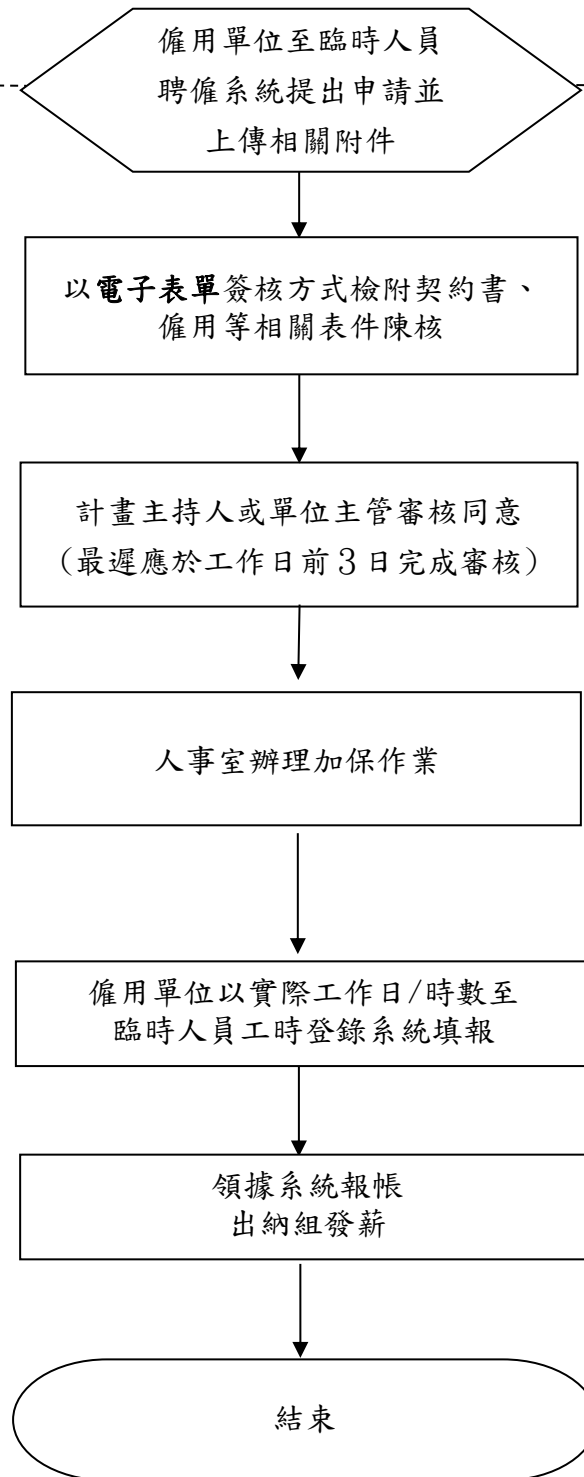 僱用單位至臨時人員
聘僱系統提出申請並
上傳相關附件
以電子表單簽核方式檢附契約書、
僱用等相關表件陳核
計畫主持人或單位主管審核同意
(最遲應於工作日前3日完成審核)
人事室辦理加保作業
僱用單位以實際工作日/時數至
臨時人員工時登錄系統填報
領據系統報帳
出納組發薪
結束